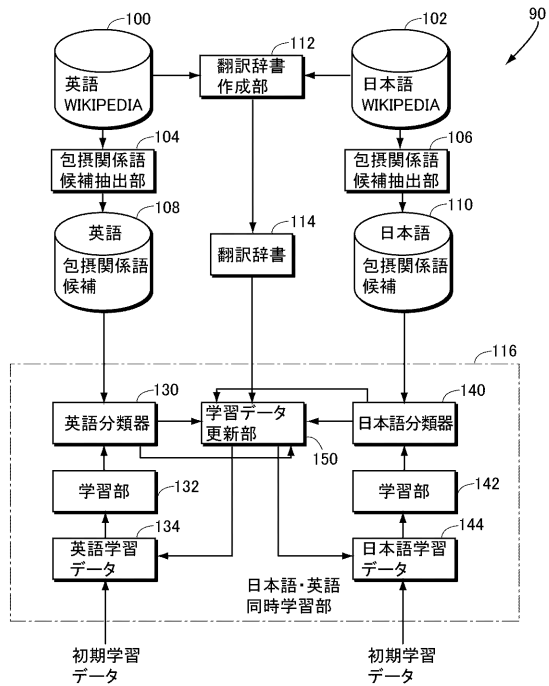 90
100
英語
WIKIPEDIA
112
翻訳辞書
作成部
102
日本語
WIKIPEDIA
104
包摂関係語
候補抽出部
106
包摂関係語
候補抽出部
108
英語
包摂関係語
候補
114
翻訳辞書
110
日本語
包摂関係語
候補
116
130
英語分類器
学習データ
更新部
150
140
日本語分類器
132
学習部
142
学習部
134
英語学習
データ
144
日本語学習
データ
日本語・英語
同時学習部
初期学習
データ
初期学習
データ